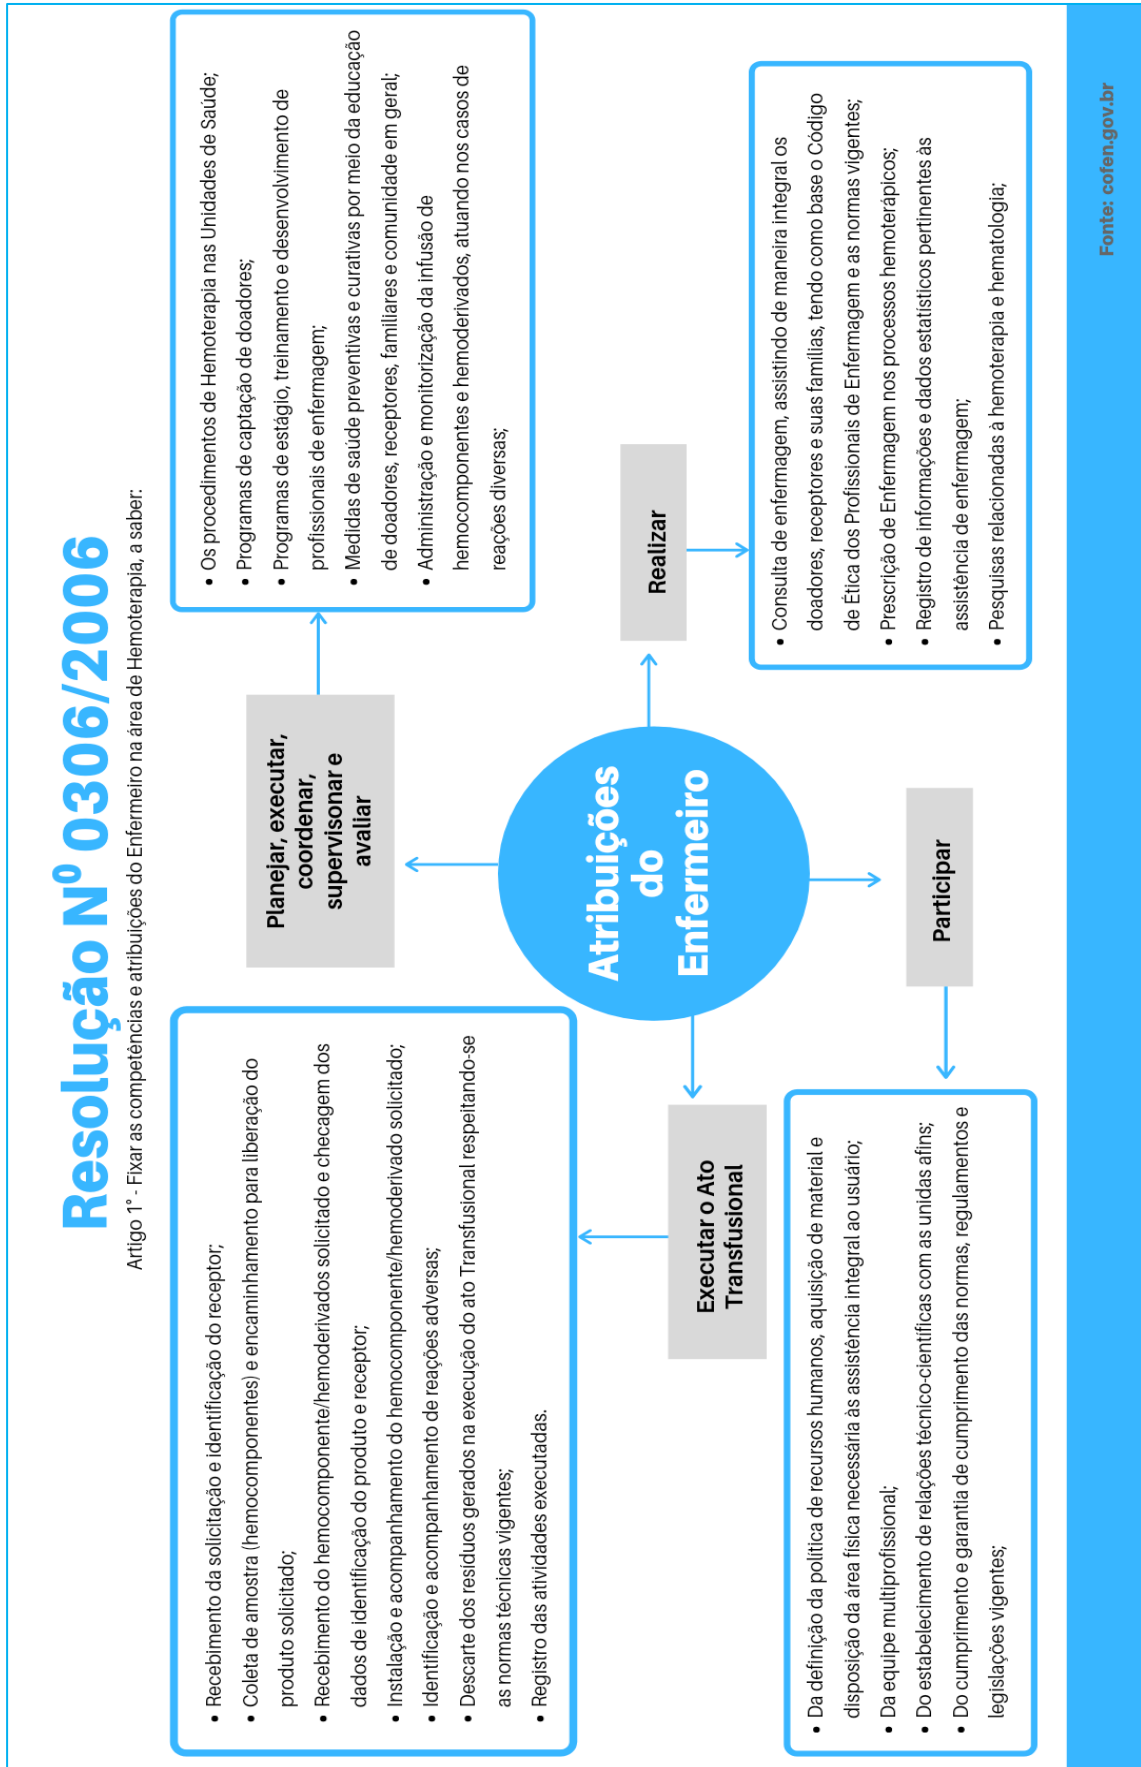 Resolução Nº 0306/2006
Artigo 1° - Fixar as competências e atribuições do Enfermeiro na área de Hemoterapia, a saber:
• Recebimento da solicitação e identificação do receptor;
• Coleta de amostra (hemocomponentes) e encaminhamento para liberação do
produto solicitado;
• Recebimento do hemocomponente/hemoderivados solicitado e checagem dos
dados de identificação do produto e receptor;
• Instalação e acompanhamento do hemocomponente/hemoderivado solicitado;
• Identificação e acompanhamento de reações adversas;
• Descarte dos resíduos gerados na execução do ato Transfusional respeitando-se
as normas técnicas vigentes;
• Registro das atividades executadas.
Planejar, executar,
coordenar,
supervisonar e
avaliar
• Os procedimentos de Hemoterapia nas Unidades de Saúde;
• Programas de captação de doadores;
• Programas de estágio, treinamento e desenvolvimento de
profissionais de enfermagem;
• Medidas de saúde preventivas e curativas por meio da educação
de doadores, receptores, familiares e comunidade em geral;
• Administração e monitorização da infusão de
hemocomponentes e hemoderivados, atuando nos casos de
reações diversas;
Atribuições
do
Enfermeiro
Executar o Ato
Transfusional
Realizar
• Da definição da política de recursos humanos, aquisição de material e
disposição da área física necessária às assistência integral ao usuário;
• Da equipe multiprofissional;
• Do estabelecimento de relações técnico-científicas com as unidas afins;
• Do cumprimento e garantia de cumprimento das normas, regulamentos e
legislações vigentes;
Participar
• Consulta de enfermagem, assistindo de maneira integral os
doadores, receptores e suas famílias, tendo como base o Código
de Ética dos Profissionais de Enfermagem e as normas vigentes;
• Prescrição de Enfermagem nos processos hemoterápicos;
• Registro de informações e dados estatísticos pertinentes às
assistência de enfermagem;
• Pesquisas relacionadas à hemoterapia e hematologia;
Fonte: cofen.gov.br